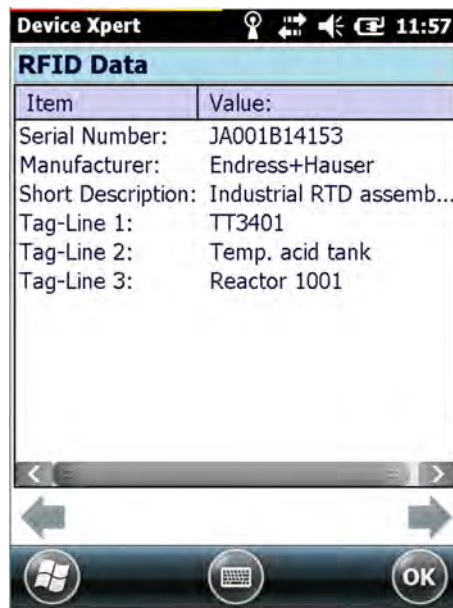 Device Xpert 11:57
RFID Data
Item Value:
Serial Number: JA001B14153
Manufacturer: Endress+Hauser
Short Description: Industrial RTD assemb...
Tag-Line 1: TT3401
Tag-Line 2: Temp. acid tank
Tag-Line 3: Reactor 1001
OK